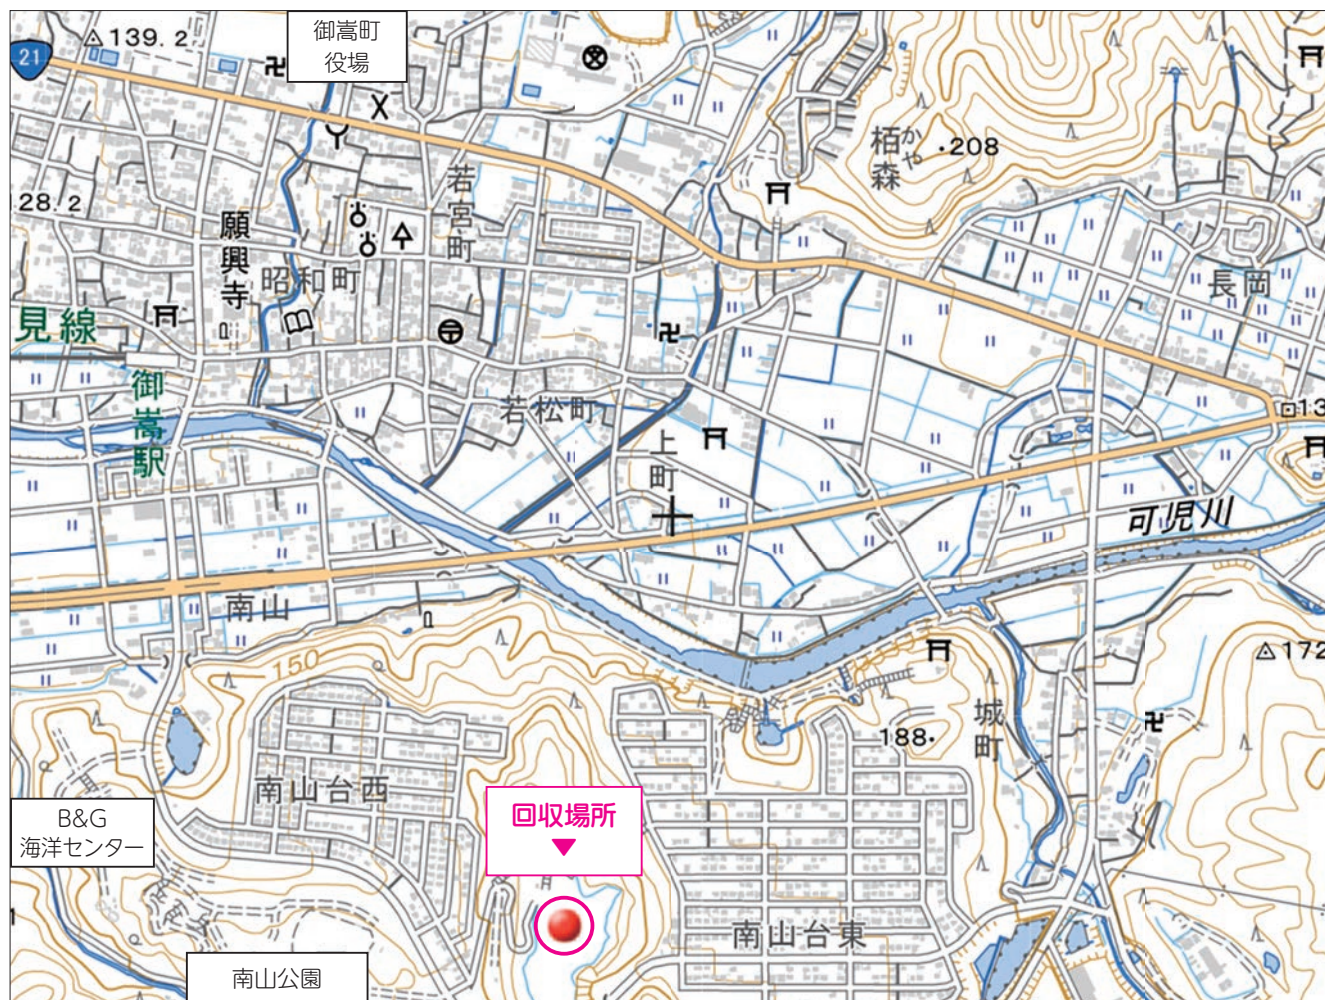 御嵩町
役場
21
139.2
栢森
かや
208
若宮町
28.2
願興寺
昭和町
長岡
見線
御嵩駅
若松町
上町
13
可児川
南山
150
172
城町
188
南山台西
回収場所
B&G
海洋センター
南山台東
南山公園